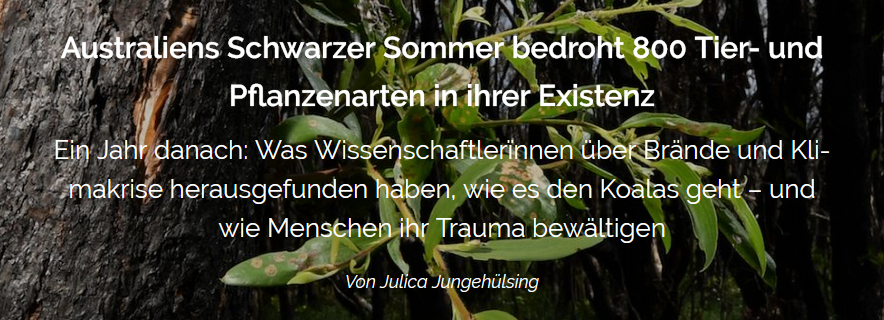 Australiens Schwarzer Sommer bedroht 800 Tier- und
Pflanzenarten in ihrer Existenz
Ein Jahr danach: Was Wissenschaftlerïnnen über Brände und Kli-
makrise herausgefunden haben, wie es den Koalas geht – und
wie Menschen ihr Trauma bewältigen
Von Julica Jungehülsing